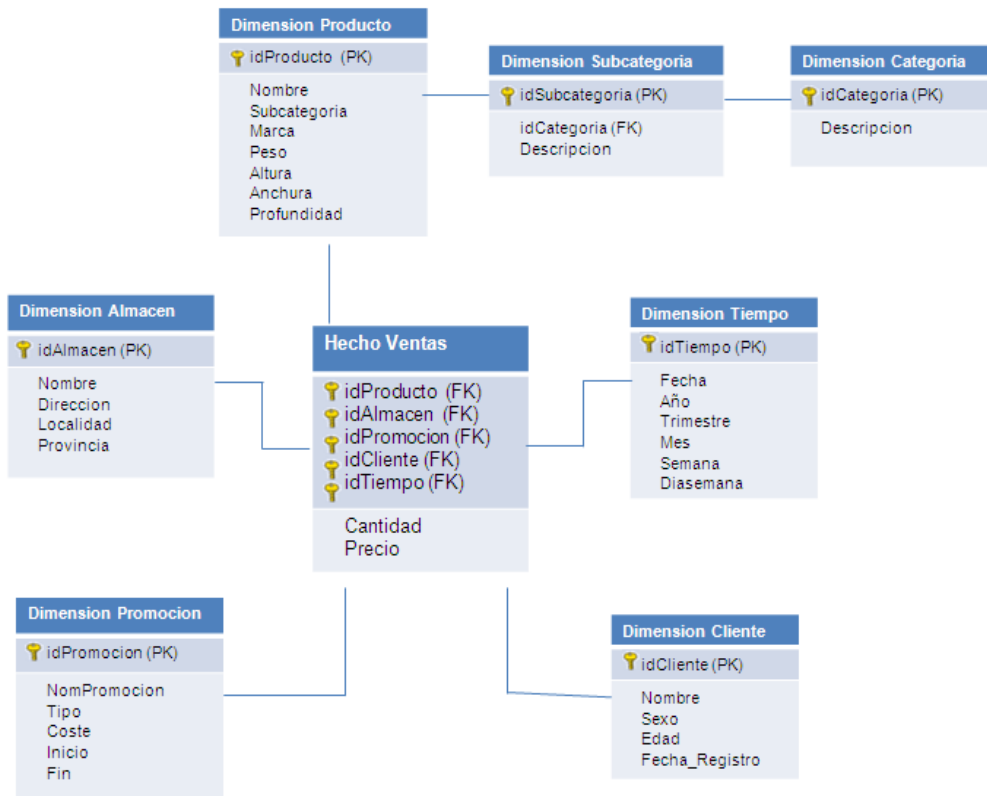 Dimension Producto
idProducto (PK)
Nombre
Subcategoria
Marca
Peso
Altura
Anchura
Profundidad
Dimension Subcategoria
idSubcategoria (PK)
idCategoria (FK)
Descripcion
Dimension Categoria
idCategoria (PK)
Descripcion
Dimension Almacen
idAlmacen (PK)
Nombre
Direccion
Localidad
Provincia
Hecho Ventas
idProducto (FK)
idAlmacen (FK)
idPromocion (FK)
idCliente (FK)
idTiempo (FK)
Cantidad
Precio
Dimension Tiempo
idTiempo (PK)
Fecha
Año
Trimestre
Mes
Semana
Diasemana
Dimension Promocion
idPromocion (PK)
NomPromocion
Tipo
Coste
Inicio
Fin
Dimension Cliente
idCliente (PK)
Nombre
Sexo
Edad
Fecha_Registro